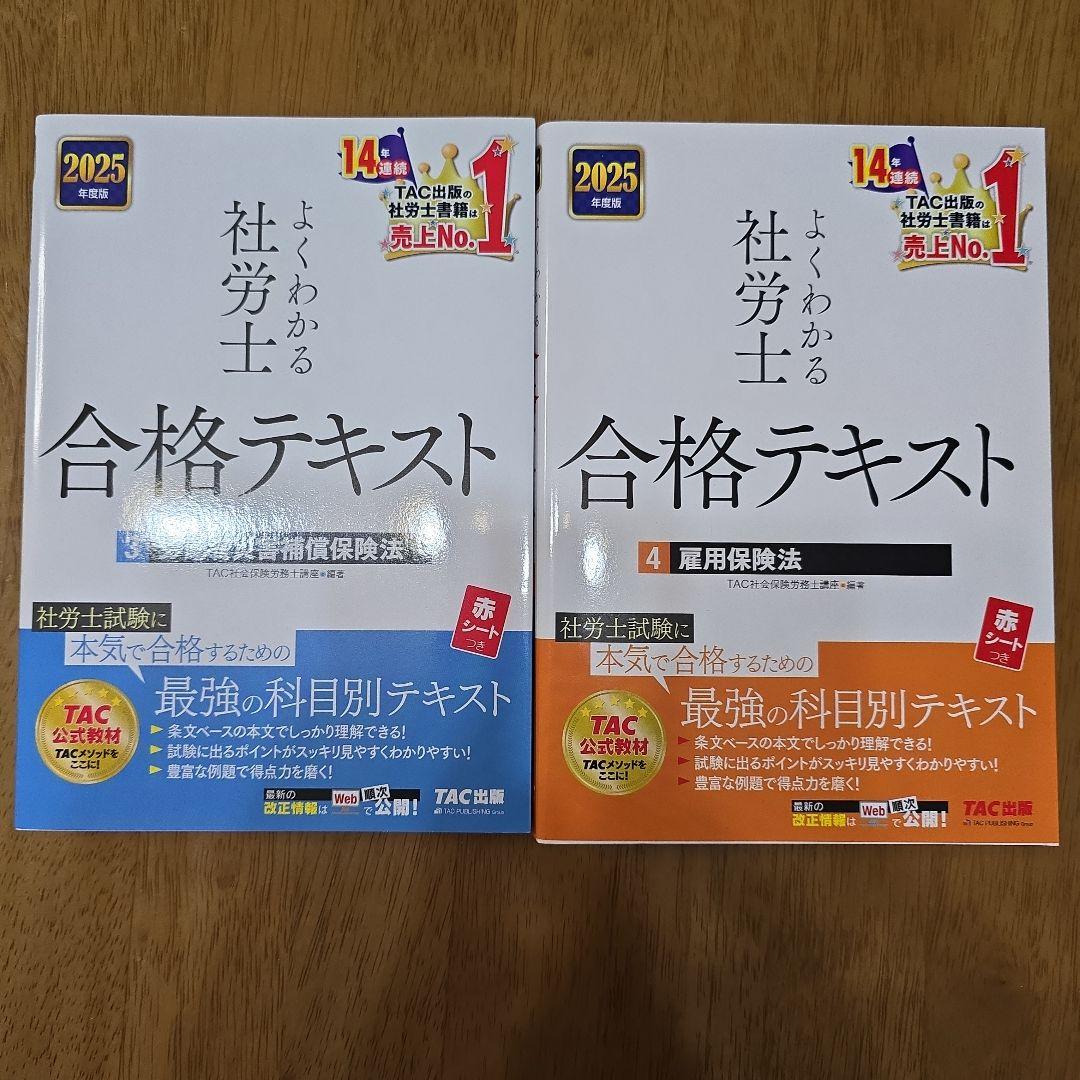 2025
年度版
14年
連続
TAC出版の
社労士書籍は
売上No.1
よくわかる
社労士
合格テキスト
3 害補償保険法
TAC社会保険労務士講座■編著
社労士試験に
本気で合格するための
最強の科目別テキスト
赤
シート
つき
TAC
公式教材
TACメソッドを
ここに!
条文ベースの本文でしっかり理解できる!
試験に出るポイントがスッキリ見やすくわかりやすい!
豊富な例題で得点力を磨く!
最新の
改正情報は
Webで
順次
公開!
TAC出版
TAC PUBLISHING Group
2025
年度版
14年
連続
TAC出版の
社労士書籍は
売上No.1
よくわかる
社労士
合格テキスト
4 雇用保険法
TAC社会保険労務士講座■編著
社労士試験に
本気で合格するための
最強の科目別テキスト
赤
シート
つき
TAC
公式教材
TACメソッドを
ここに!
条文ベースの本文でしっかり理解できる!
試験に出るポイントがスッキリ見やすくわかりやすい!
豊富な例題で得点力を磨く!
最新の
改正情報は
Webで
順次
公開!
TAC出版
TAC PUBLISHING Group